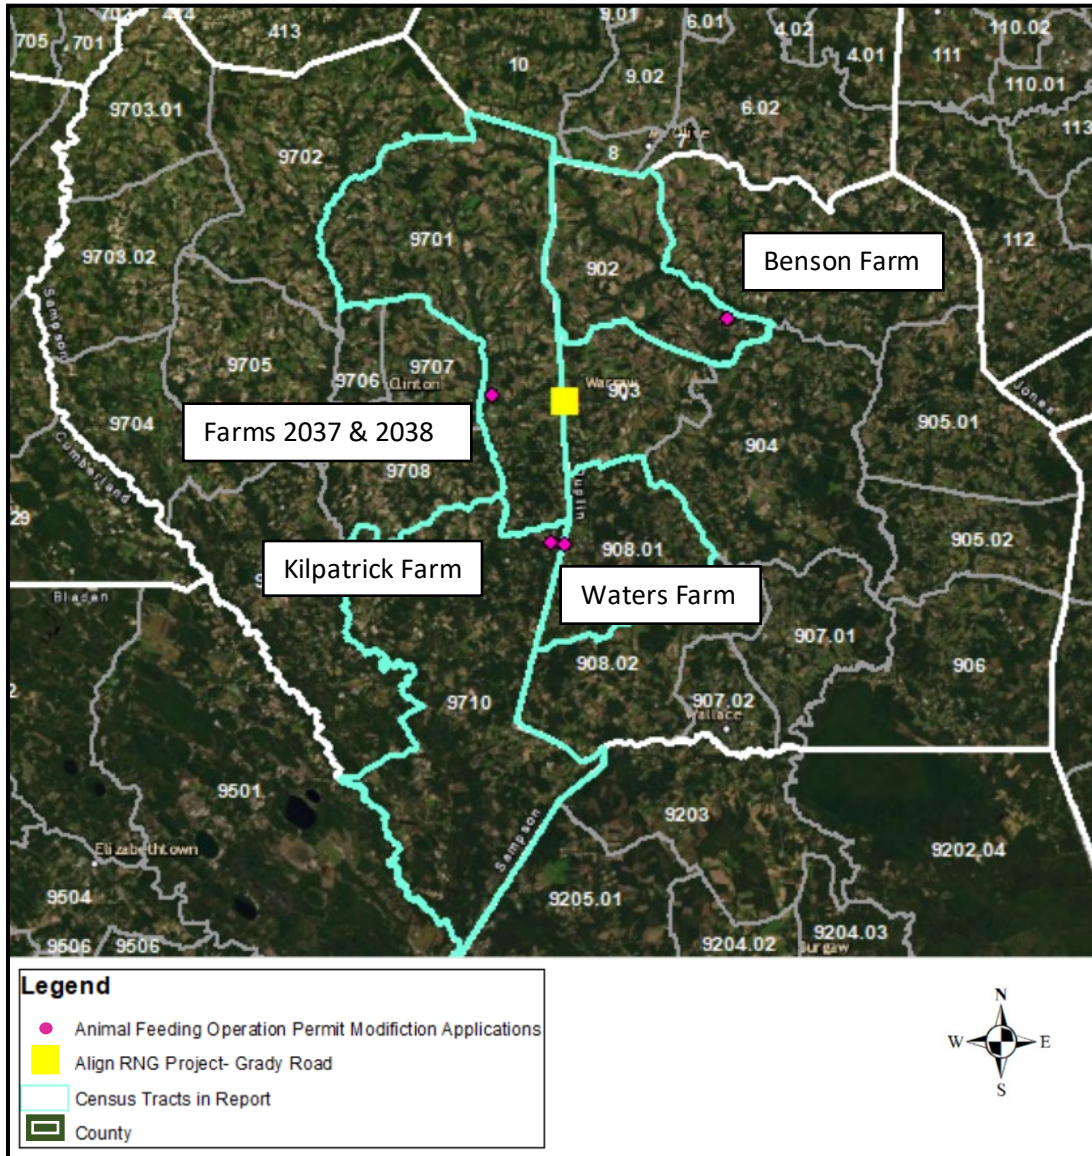 705
701
703
414
413
10
9.01
6.01
4.02
4.01
111
110.02
9.02
110.01
9703.01
6.02
113
9702
Olive
8
7
9701
112
9703.02
902
Benson Farm
Sampson
9705
9707
9706
Clinton
Warsaw
903
Jones
9704
905.01
Farms 2037 & 2038
904
Cumberland
9708
Duplin
29
905.02
908.01
Kilpatrick Farm
Waters Farm
Bladen
907.01
908.02
906
9710
907.02
Wallace
9501
Sampson
9203
Elizabethtown
9202.04
9504
9205.01
9506
9506
9204.02
9204.03
Burgaw
Legend
Animal Feeding Operation Permit Modifiction Applications
Align RNG Project- Grady Road
Census Tracts in Report
County
N
W
E
S